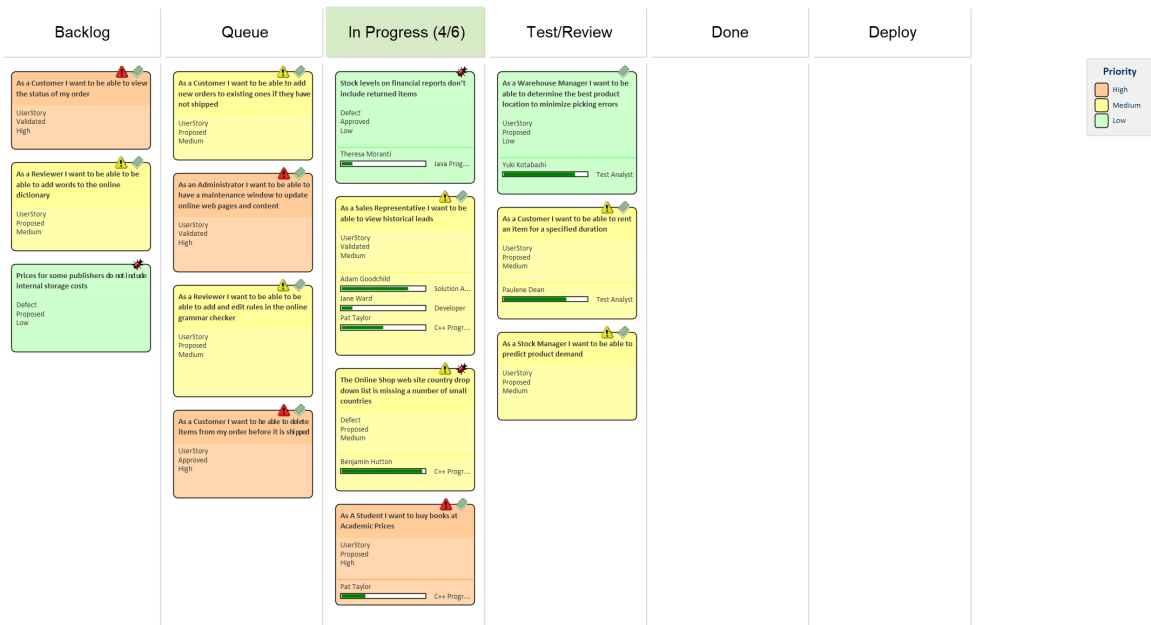 Backlog
Queue
In Progress (4/6)
Test/Review
Done
Deploy
As a Customer I want to be able to view
the status of my order
UserStory
Validated
High
As a Reviewer I want to be able to be
able to add words to the online
dictionary
UserStory
Proposed
Medium
Prices for some publishers do not include
internal storage costs
Defect
Proposed
Low
As a Customer I want to be able to add
new orders to existing ones if they have
not shipped
UserStory
Proposed
Medium
As an Administrator I want to be able to
have a maintenance window to update
online web pages and content
UserStory
Validated
High
As a Reviewer I want to be able to be
able to add and edit rules in the online
grammar checker
UserStory
Proposed
Medium
As a Customer I want to be able to delete
items from my order before it is shipped
UserStory
Approved
High
Stock levels on financial reports don't
include returned items
Defect
Approved
Low
Theresa Moranti
Java Prog...
As a Sales Representative I want to be
able to view historical leads
UserStory
Validated
Medium
Adam Goodchild
Solution A...
Jane Ward
Developer
Pat Taylor
C++ Progr...
The Online Shop web site country drop
down list is missing a number of small
countries
Defect
Proposed
Medium
Benjamin Hutton
C++ Progr...
As A Student I want to buy books at
Academic Prices
UserStory
Proposed
High
Pat Taylor
C++ Progr...
As a Warehouse Manager I want to be
able to determine the best product
location to minimize picking errors
UserStory
Proposed
Low
Yuki Kotabashi
Test Analyst
As a Customer I want to be able to rent
an item for a specified duration
UserStory
Proposed
Medium
Paulene Dean
Test Analyst
As a Stock Manager I want to be able to
predict product demand
UserStory
Proposed
Medium
Priority
High
Medium
Low